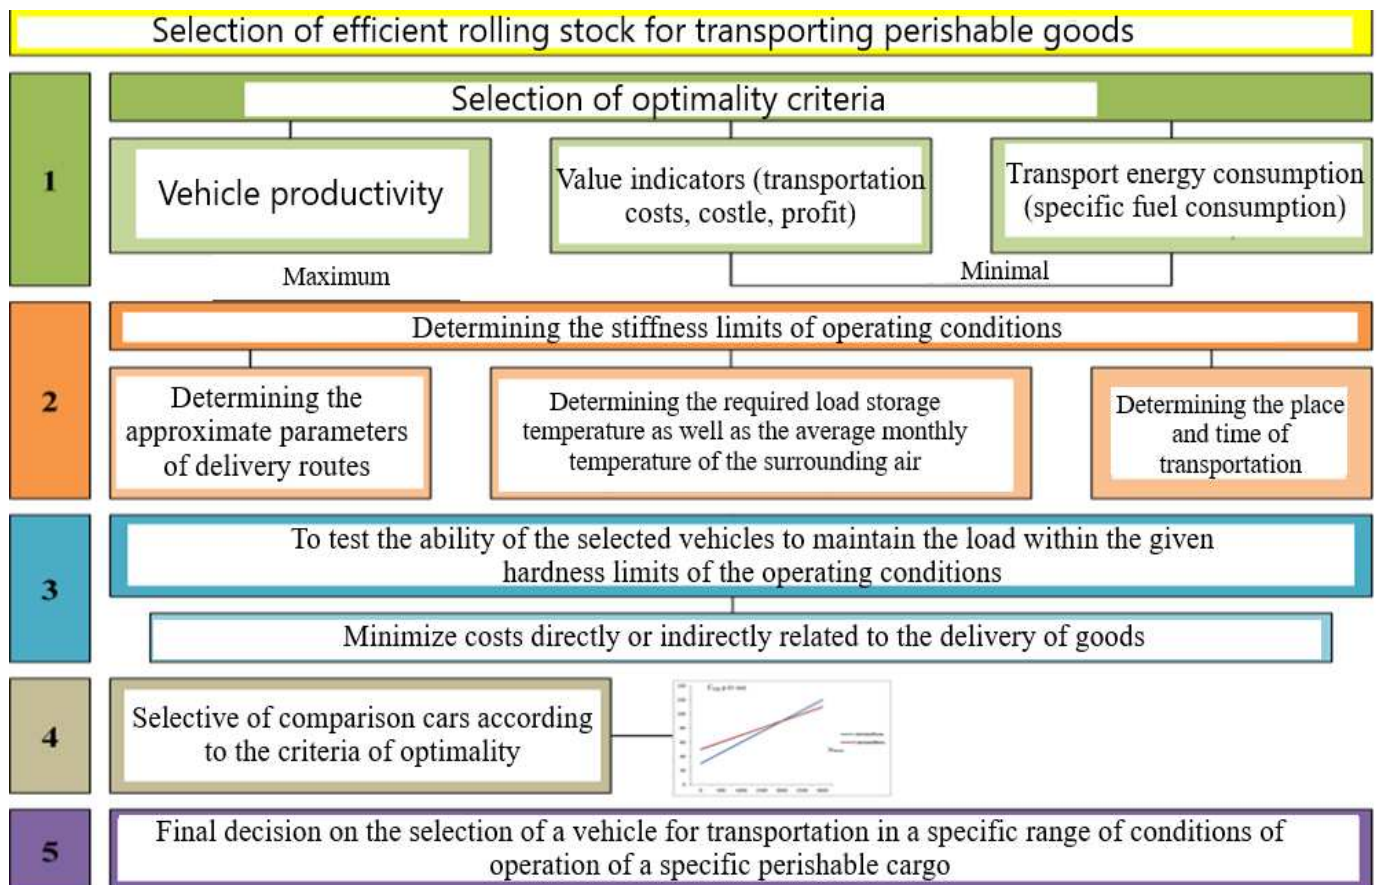 Selection of efficient rolling stock for transporting perishable goods
1
Selection of optimality criteria
Vehicle productivity
Value indicators (transportation
costs, costle, profit)
Transport energy consumption
(specific fuel consumption)
Maximum
Minimal
2
Determining the stiffness limits of operating conditions
Determining the
approximate parameters
of delivery routes
Determining the required load storage
temperature as well as the average monthly
temperature of the surrounding air
Determining the place
and time of
transportation
3
To test the ability of the selected vehicles to maintain the load within the given
hardness limits of the operating conditions
Minimize costs directly or indirectly related to the delivery of goods
4
Selective of comparison cars according
to the criteria of optimality
5
Final decision on the selection of a vehicle for transportation in a specific range of conditions of
operation of a specific perishable cargo